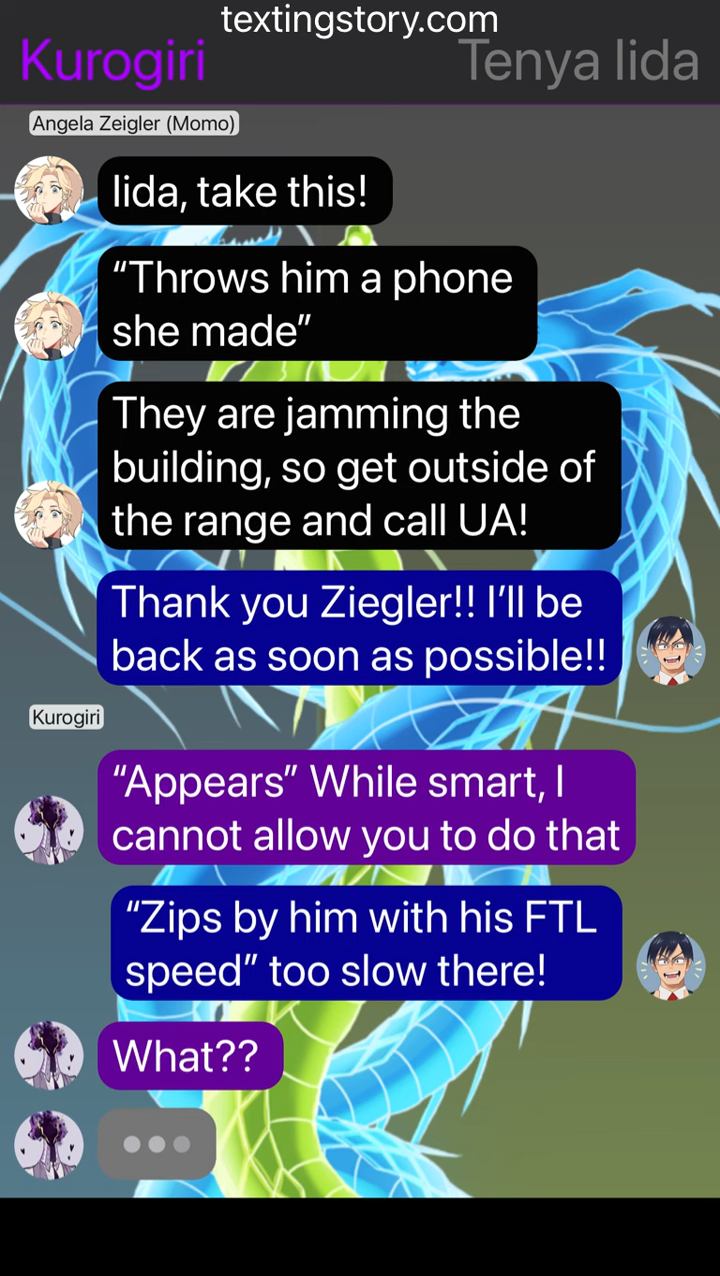 textingstory.com
Kurogiri
Tenya Iida
Angela Zeigler (Momo)
Iida, take this!
“Throws him a phone
she made”
They are jamming the
building, so get outside of
the range and call UA!
Thank you Ziegler!! I’ll be
back as soon as possible!!
Kurogiri
“Appears” While smart, I
cannot allow you to do that
“Zips by him with his FTL
speed” too slow there!
What??